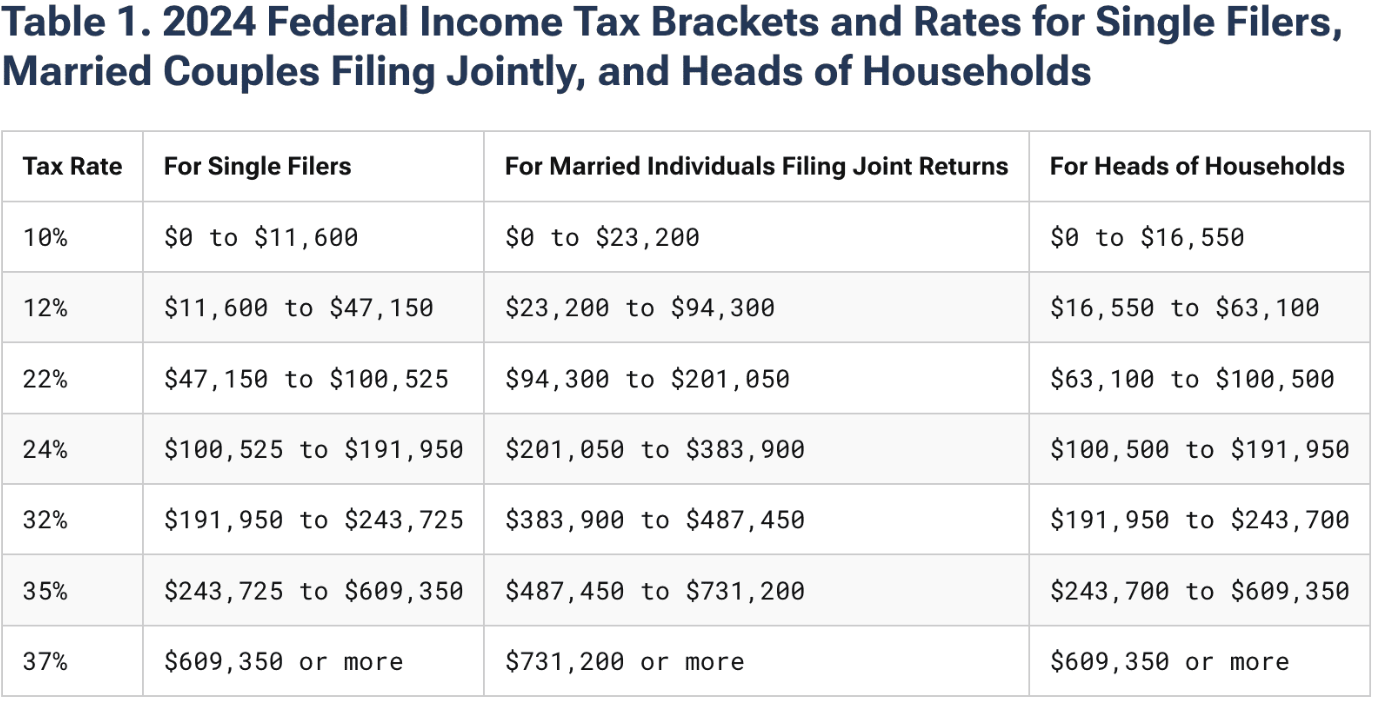 Table 1. 2024 Federal Income Tax Brackets and Rates for Single Filers,
Married Couples Filing Jointly, and Heads of Households
Tax Rate For Single Filers For Married Individuals Filing Joint Returns For Heads of Households
10% $0 to $11,600 $0 to $23,200 $0 to $16,550
12% $11,600 to $47,150 $23,200 to $94,300 $16,550 to $63,100
22% $47,150 to $100,525 $94,300 to $201,050 $63,100 to $100,500
24% $100,525 to $191,950 $201,050 to $383,900 $100,500 to $191,950
32% $191,950 to $243,725 $383,900 to $487,450 $191,950 to $243,700
35% $243,725 to $609,350 $487,450 to $731,200 $243,700 to $609,350
37% $609,350 or more $731,200 or more $609,350 or more